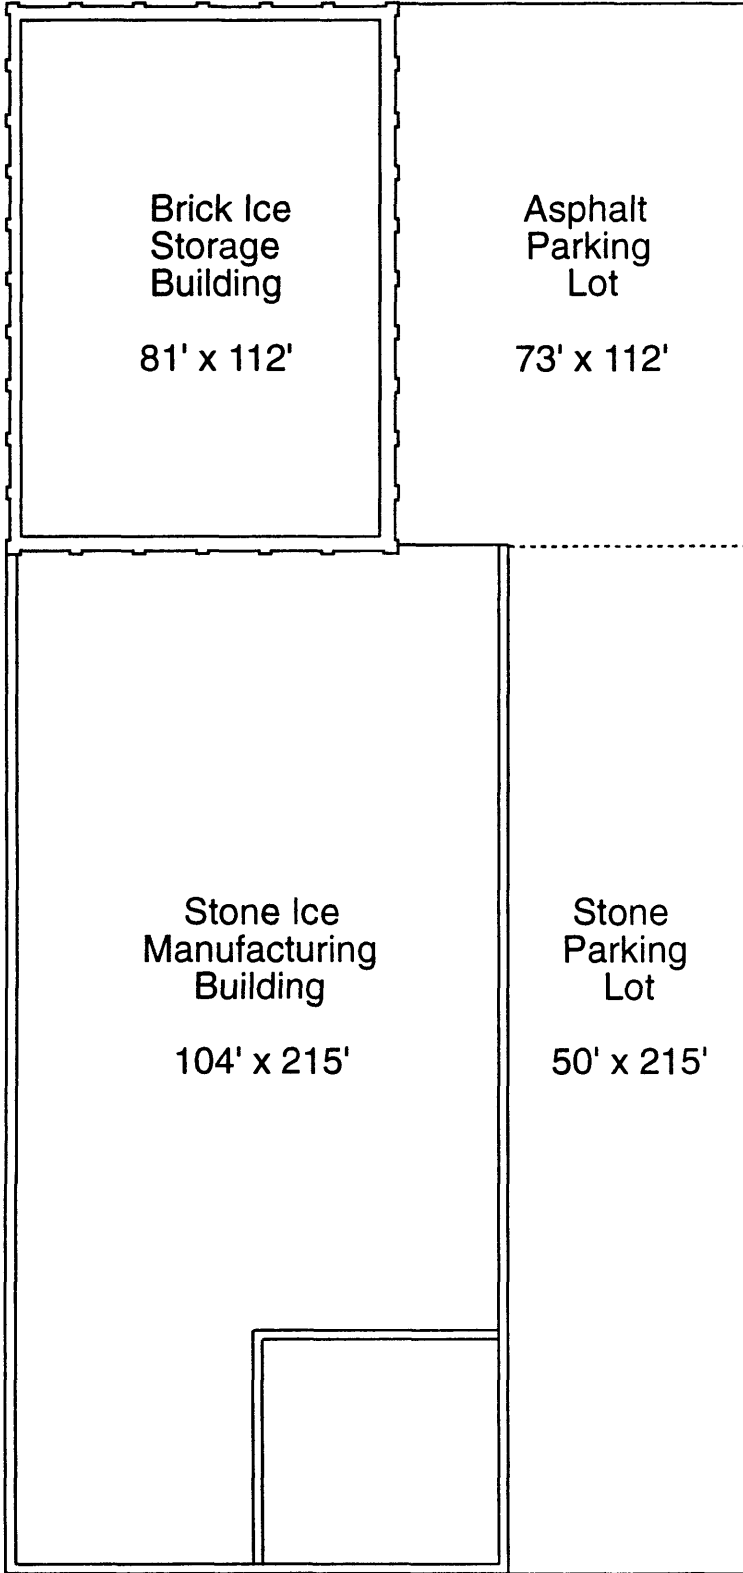 Brick Ice
Storage
Building
81' x 112'
Asphalt
Parking
Lot
73' x 112'
Stone Ice
Manufacturing
Building
104' x 215'
Stone
Parking
Lot
50' x 215'